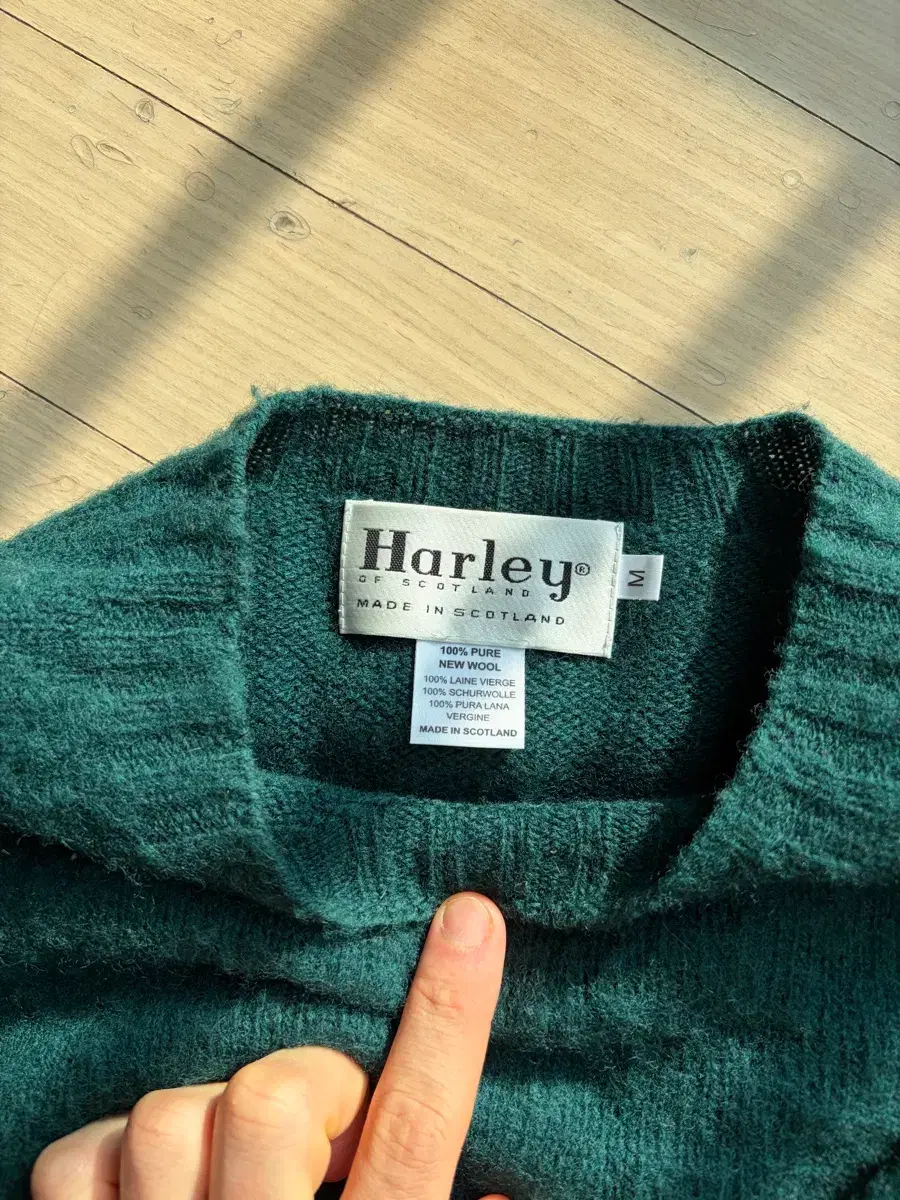 Harley®
OF SCOTLAND
MADE IN SCOTLAND
M
100% PURE
NEW WOOL
100% LAINE VIERGE
100% SCHURWOLLE
100% PURA LANA
VERGINE
MADE IN SCOTLAND